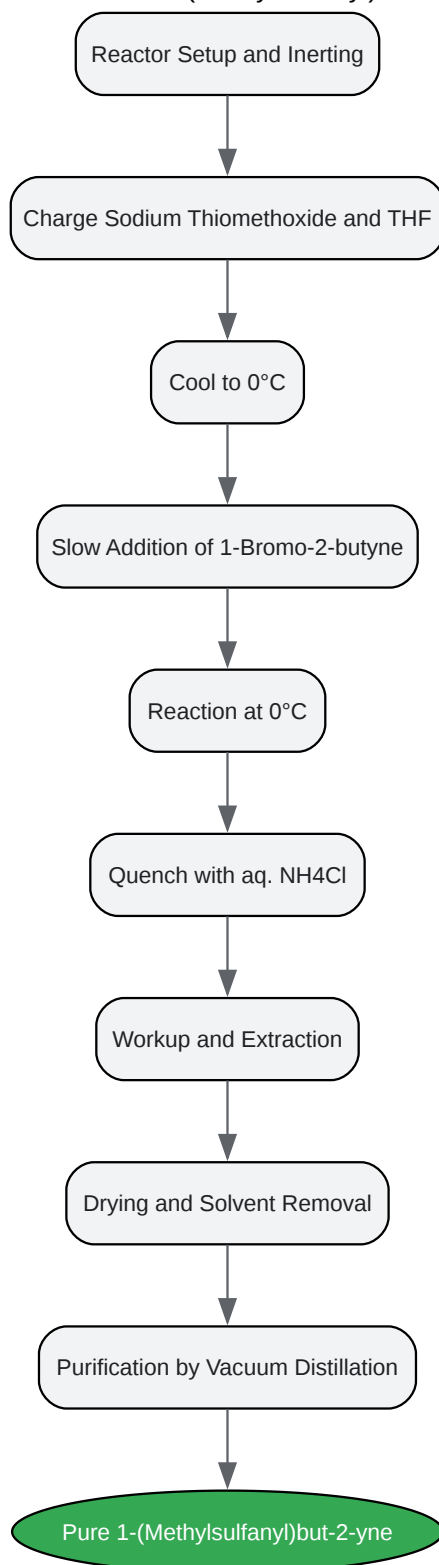 Reactor Setup and Inerting
Charge Sodium Thiomethoxide and THF
Cool to 0°C
Slow Addition of 1-Bromo-2-butyne
Reaction at 0°C
Quench with aq. NH4Cl
Workup and Extraction
Drying and Solvent Removal
Purification by Vacuum Distillation
Pure 1-(Methylsulfanyl)but-2-yne